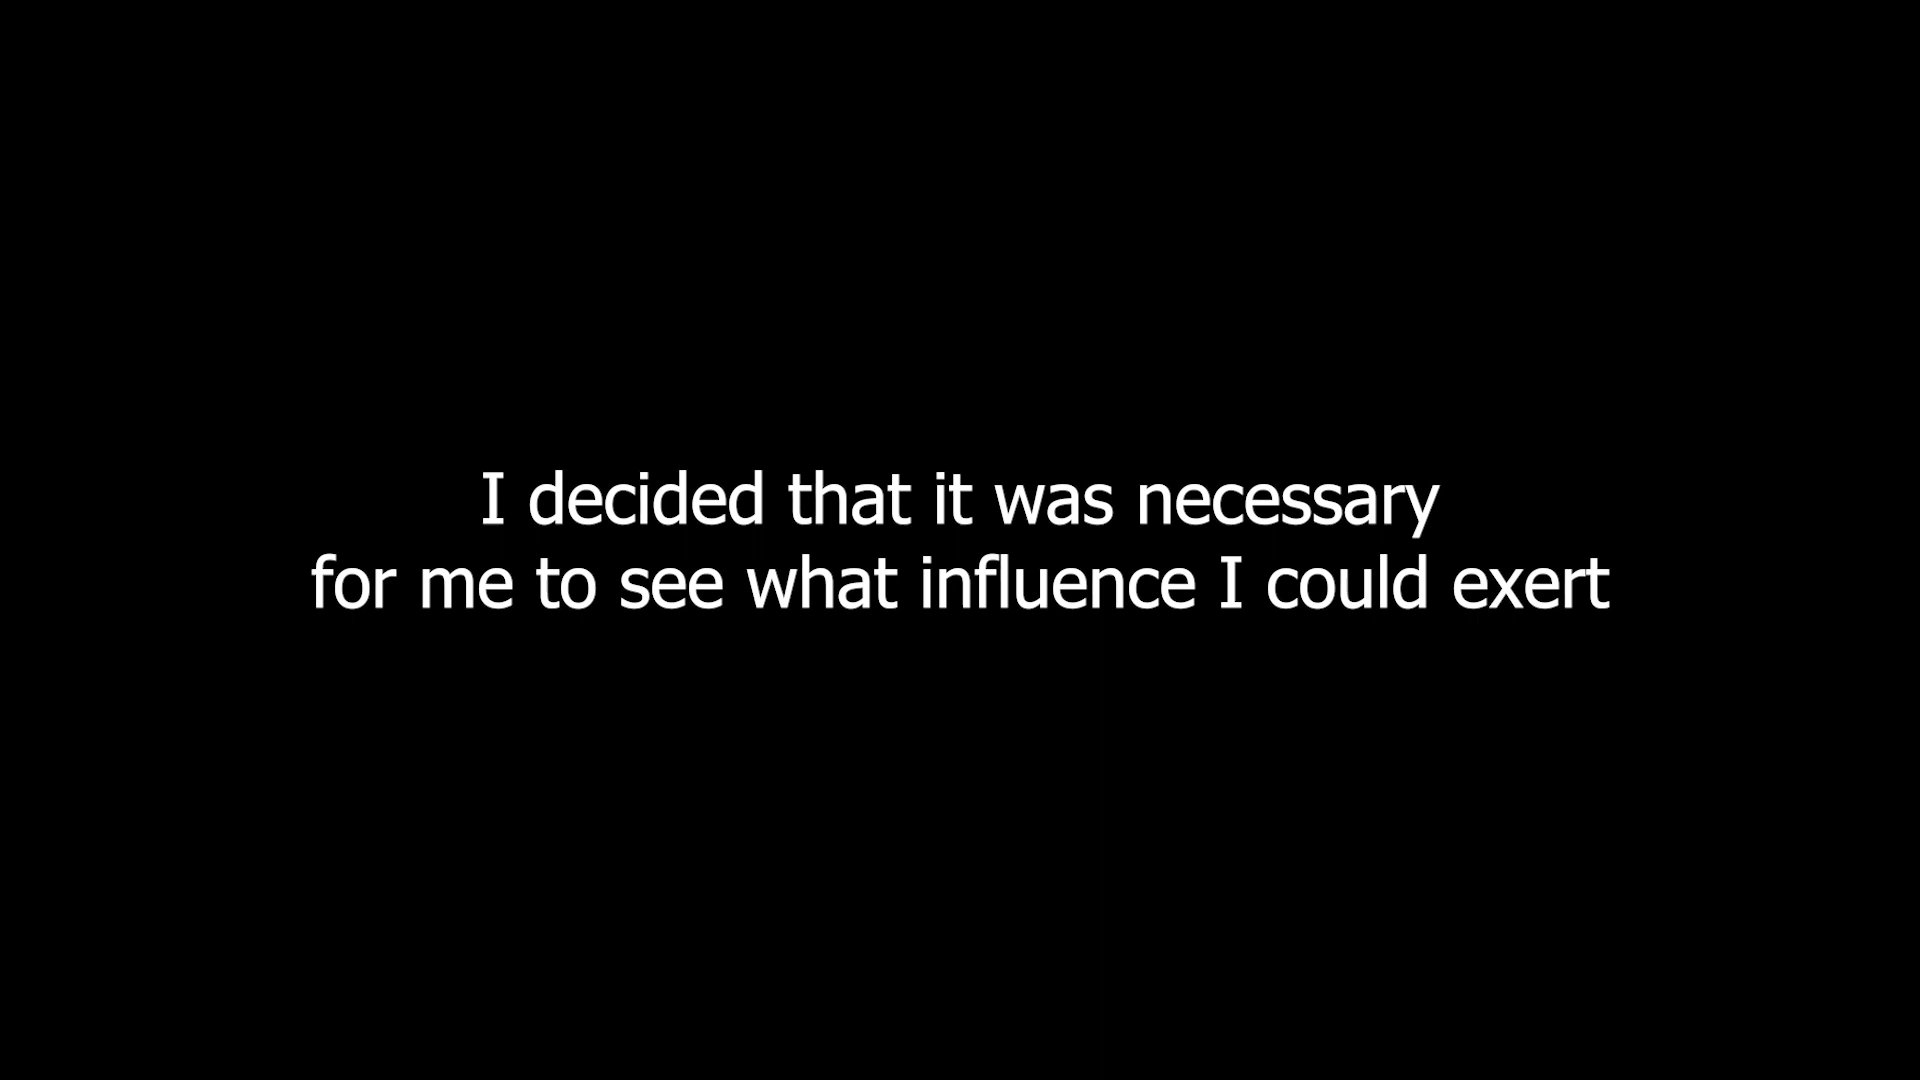 I decided that it was necessary
for me to see what influence I could exert